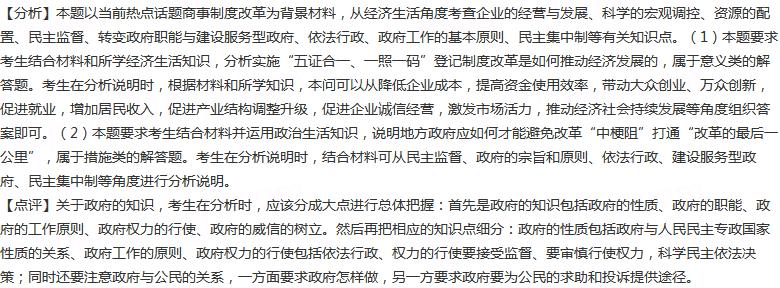 【分析】本题以当前热点话题商事制度改革为背景材料，从经济生活角度考查企业的经营与发展、科学的宏观调控、资源的配
置、民主监督、转变政府职能与建设服务型政府、依法行政、政府工作的基本原则、民主集中制等有关知识点。（1）本题要求
考生结合材料和所学经济生活知识，分析实施“五证合一、一照一码”登记制度改革是如何推动经济发展的，属于意义类的解
答题。考生在分析说明时，根据材料和所学知识，本问可以从降低企业成本，提高资金使用效率，带动大众创业、万众创新，
促进就业，增加居民收入，促进产业结构调整升级，促进企业诚信经营，激发市场活力，推动经济社会持续发展等角度组织答
案即可。（2）本题要求考生结合材料并运用政治生活知识，说明地方政府应如何才能避免改革“中梗阻”打通“改革的最后一
公里”，属于措施类的解答题。考生在分析说明时，结合材料可从民主监督、政府的宗旨和原则、依法行政、建设服务型政
府、民主集中制等角度进行分析说明。
【点评】关于政府的知识，考生在分析时，应该分成大点进行总体把握：首先是政府的知识包括政府的性质、政府的职能、政
府的工作原则、政府权力的行使、政府的威信的树立。然后再把相应的知识点细分：政府的性质包括政府与人民民主专政国家
性质的关系、政府工作的原则、政府权力的行使包括依法行政、权力的行使要接受监督、要审慎行使权力，科学民主依法决
策；同时还要注意政府与公民的关系，一方面要求政府怎样做，另一方要求政府要为公民的求助和投诉提供途径。